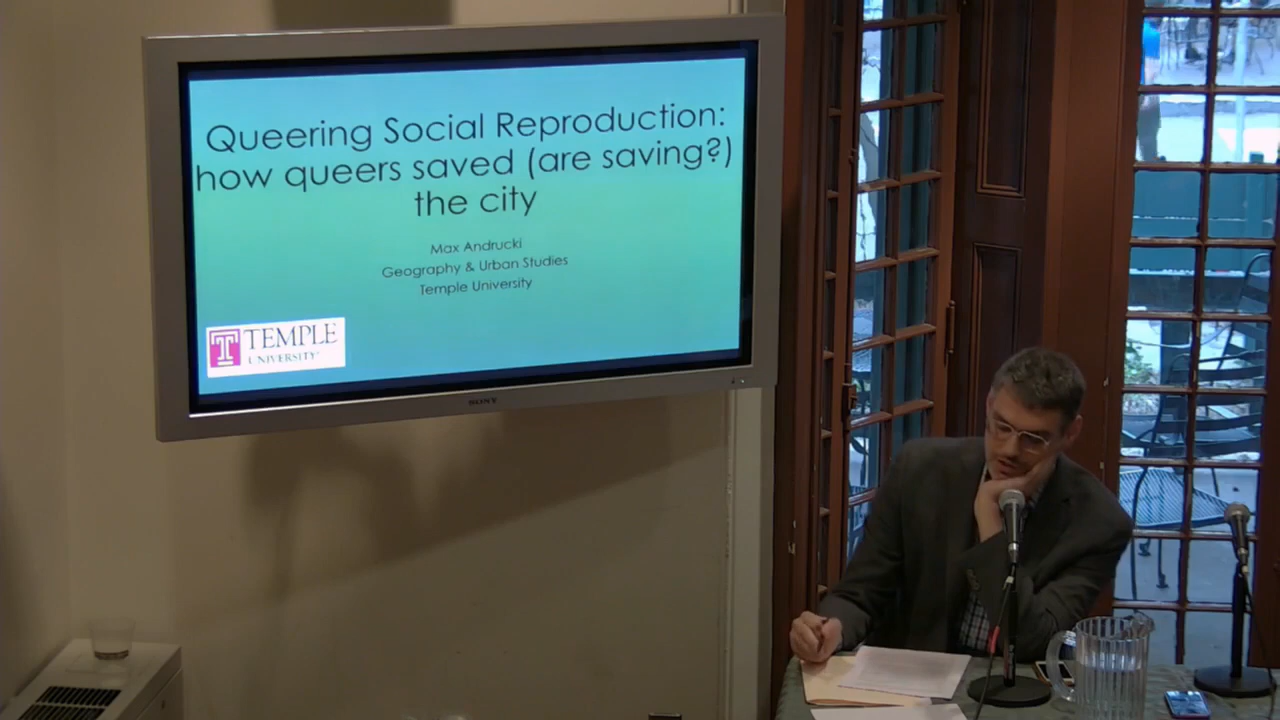 Queering Social Reproduction:
how queers saved (are saving?)
the city
Max Andrucki
Geography & Urban Studies
Temple University
T TEMPLE
UNIVERSITY
SONY